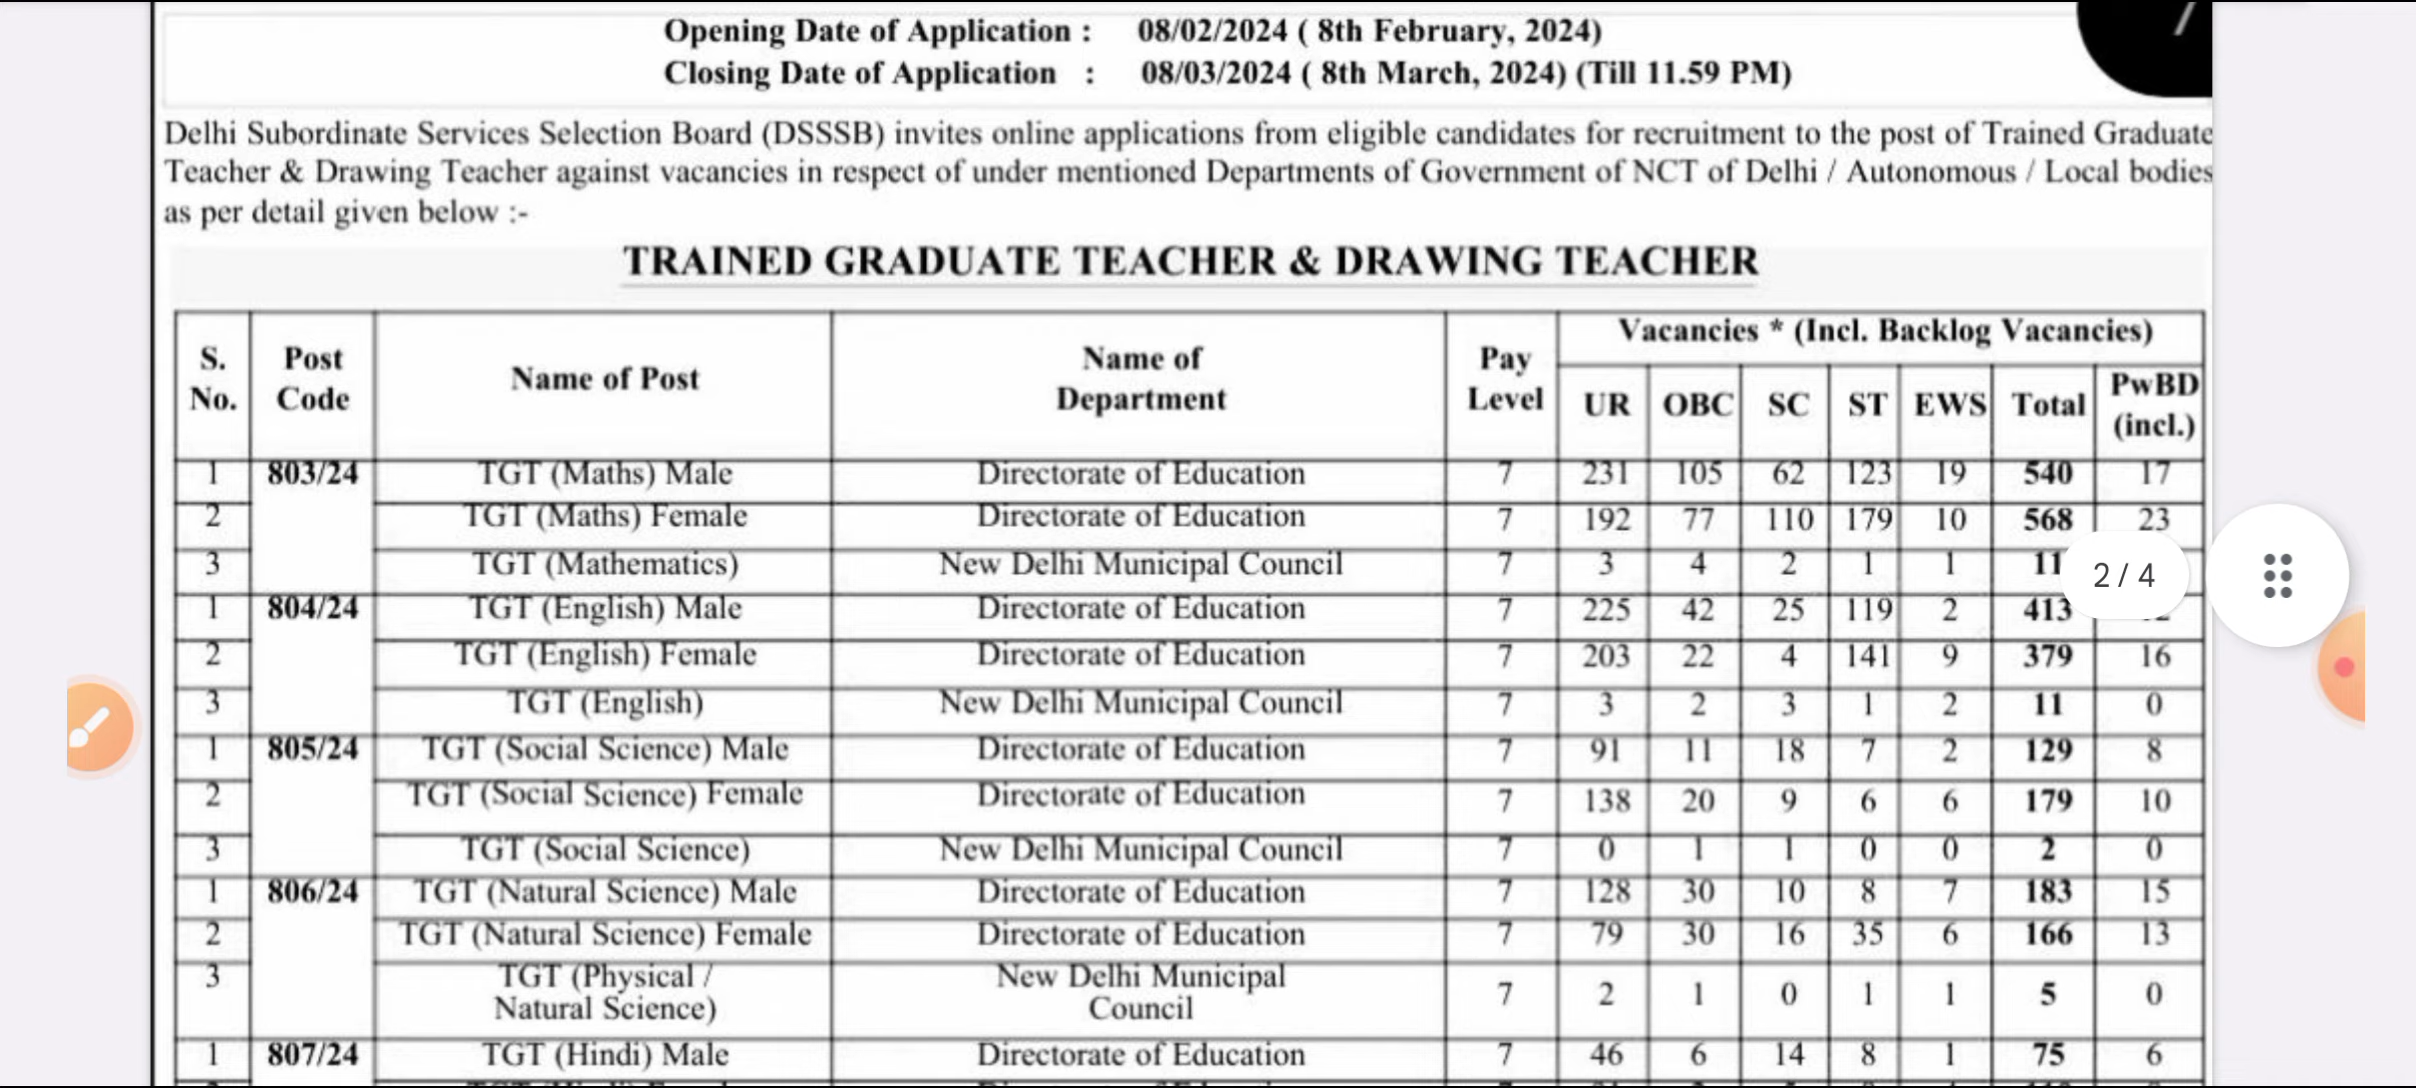 Opening Date of Application : 08/02/2024 ( 8th February, 2024)
Closing Date of Application : 08/03/2024 ( 8th March, 2024) (Till 11.59 PM)
Delhi Subordinate Services Selection Board (DSSSB) invites online applications from eligible candidates for recruitment to the post of Trained Graduate
Teacher & Drawing Teacher against vacancies in respect of under mentioned Departments of Government of NCT of Delhi / Autonomous / Local bodies
as per detail given below :-
TRAINED GRADUATE TEACHER & DRAWING TEACHER
S. No. Post Code Name of Post Name of Department Pay Level Vacancies * (Incl. Backlog Vacancies)
UR OBC SC ST EWS Total PwBD (incl.)
1 803/24 TGT (Maths) Male Directorate of Education 7 231 105 62 123 19 540 17
2 TGT (Maths) Female Directorate of Education 7 192 77 110 179 10 568 23
3 TGT (Mathematics) New Delhi Municipal Council 7 3 4 2 1 1 11
2 / 4
1 804/24 TGT (English) Male Directorate of Education 7 225 42 25 119 2 413
2 TGT (English) Female Directorate of Education 7 203 22 4 141 9 379 16
3 TGT (English) New Delhi Municipal Council 7 3 2 3 1 2 11 0
1 805/24 TGT (Social Science) Male Directorate of Education 7 91 11 18 7 2 129 8
2 TGT (Social Science) Female Directorate of Education 7 138 20 9 6 6 179 10
3 TGT (Social Science) New Delhi Municipal Council 7 0 1 1 0 0 2 0
1 806/24 TGT (Natural Science) Male Directorate of Education 7 128 30 10 8 7 183 15
2 TGT (Natural Science) Female Directorate of Education 7 79 30 16 35 6 166 13
3 TGT (Physical / Natural Science) New Delhi Municipal Council 7 2 1 0 1 1 5 0
1 807/24 TGT (Hindi) Male Directorate of Education 7 46 6 14 8 1 75 6